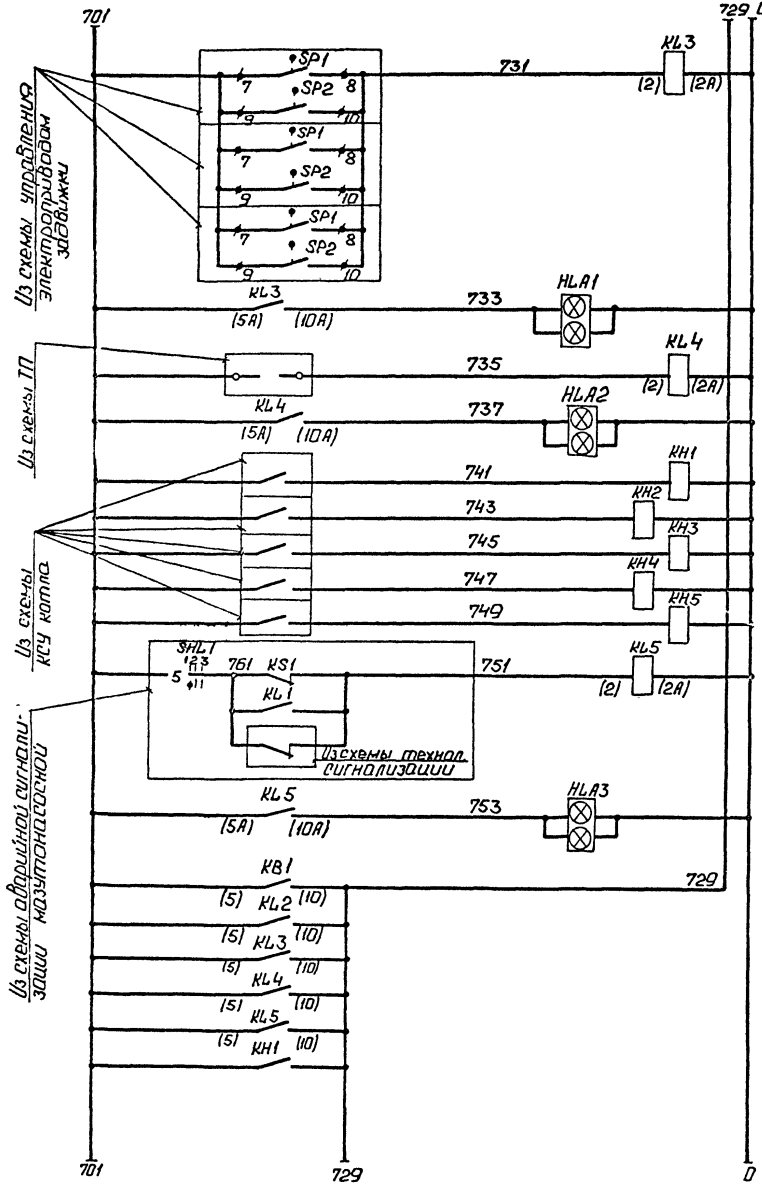 701
729
SP1
7
8
731
KL3
(2)
(2A)
SP2
9
10
SP1
7
8
SP2
9
10
SP1
7
8
SP2
9
10
Из схемы управления
электроприводом
задвижки
KL3
(5A)
(10A)
733
HLA1
Из схемы ТП
735
KL4
(2)
(2A)
KL4
(5A)
(10A)
737
HLA2
741
KH1
743
KH2
745
KH3
747
KH4
749
KH5
Из схемы
КСУ котла
SHL1
123
5
11
761
KS1
751
KL5
(2)
(2A)
KL1
Из схемы технол.
сигнализации
Из схемы аварийной сигнали-
зации мазутонасосной
KL5
(5A)
(10A)
753
HLA3
KB1
(5)
(10)
729
KL2
(5)
(10)
KL3
(5)
(10)
KL4
(5)
(10)
KL5
(5)
(10)
KH1
701
729
0